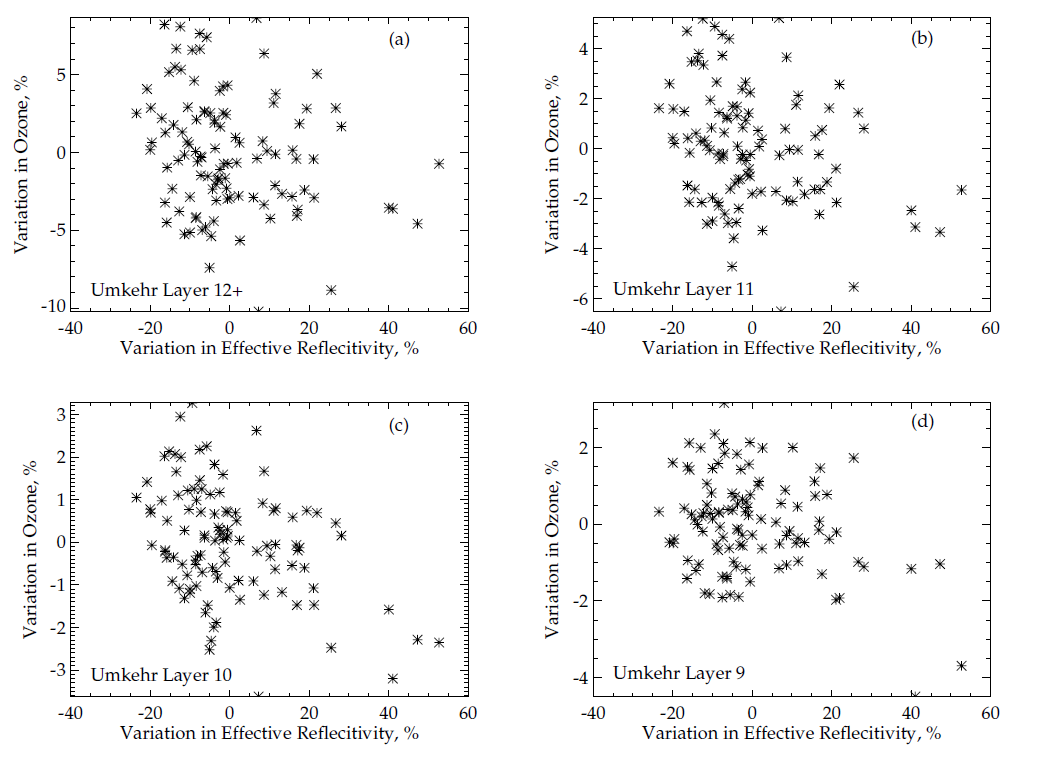 (a)
Variation in Ozone, %
5
0
-5
-10
Umkehr Layer 12+
-40 -20 0 20 40 60
Variation in Effective Reflecitivity, %
(b)
Variation in Ozone, %
4
2
0
-2
-4
-6
Umkehr Layer 11
-40 -20 0 20 40 60
Variation in Effective Reflecitivity, %
(c)
Variation in Ozone, %
3
2
1
0
-1
-2
-3
Umkehr Layer 10
-40 -20 0 20 40 60
Variation in Effective Reflecitivity, %
(d)
Variation in Ozone, %
2
0
-2
-4
Umkehr Layer 9
-40 -20 0 20 40 60
Variation in Effective Reflecitivity, %